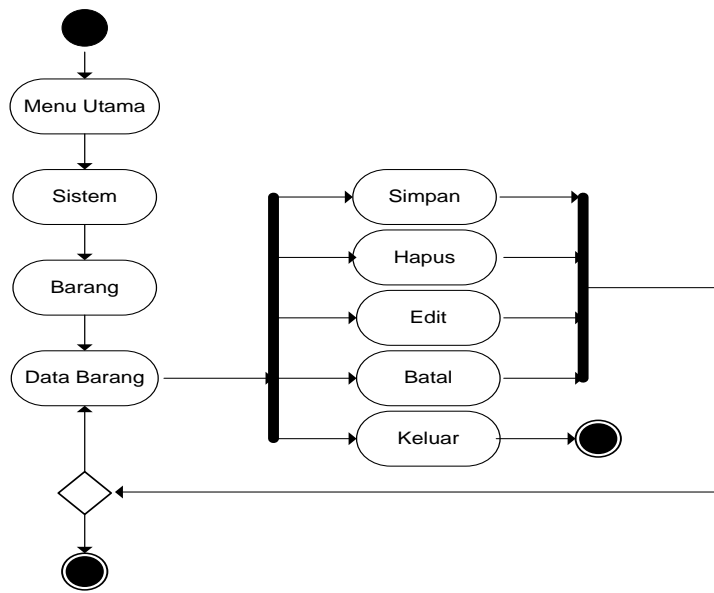 Menu Utama
Sistem
Barang
Data Barang
Simpan
Hapus
Edit
Batal
Keluar